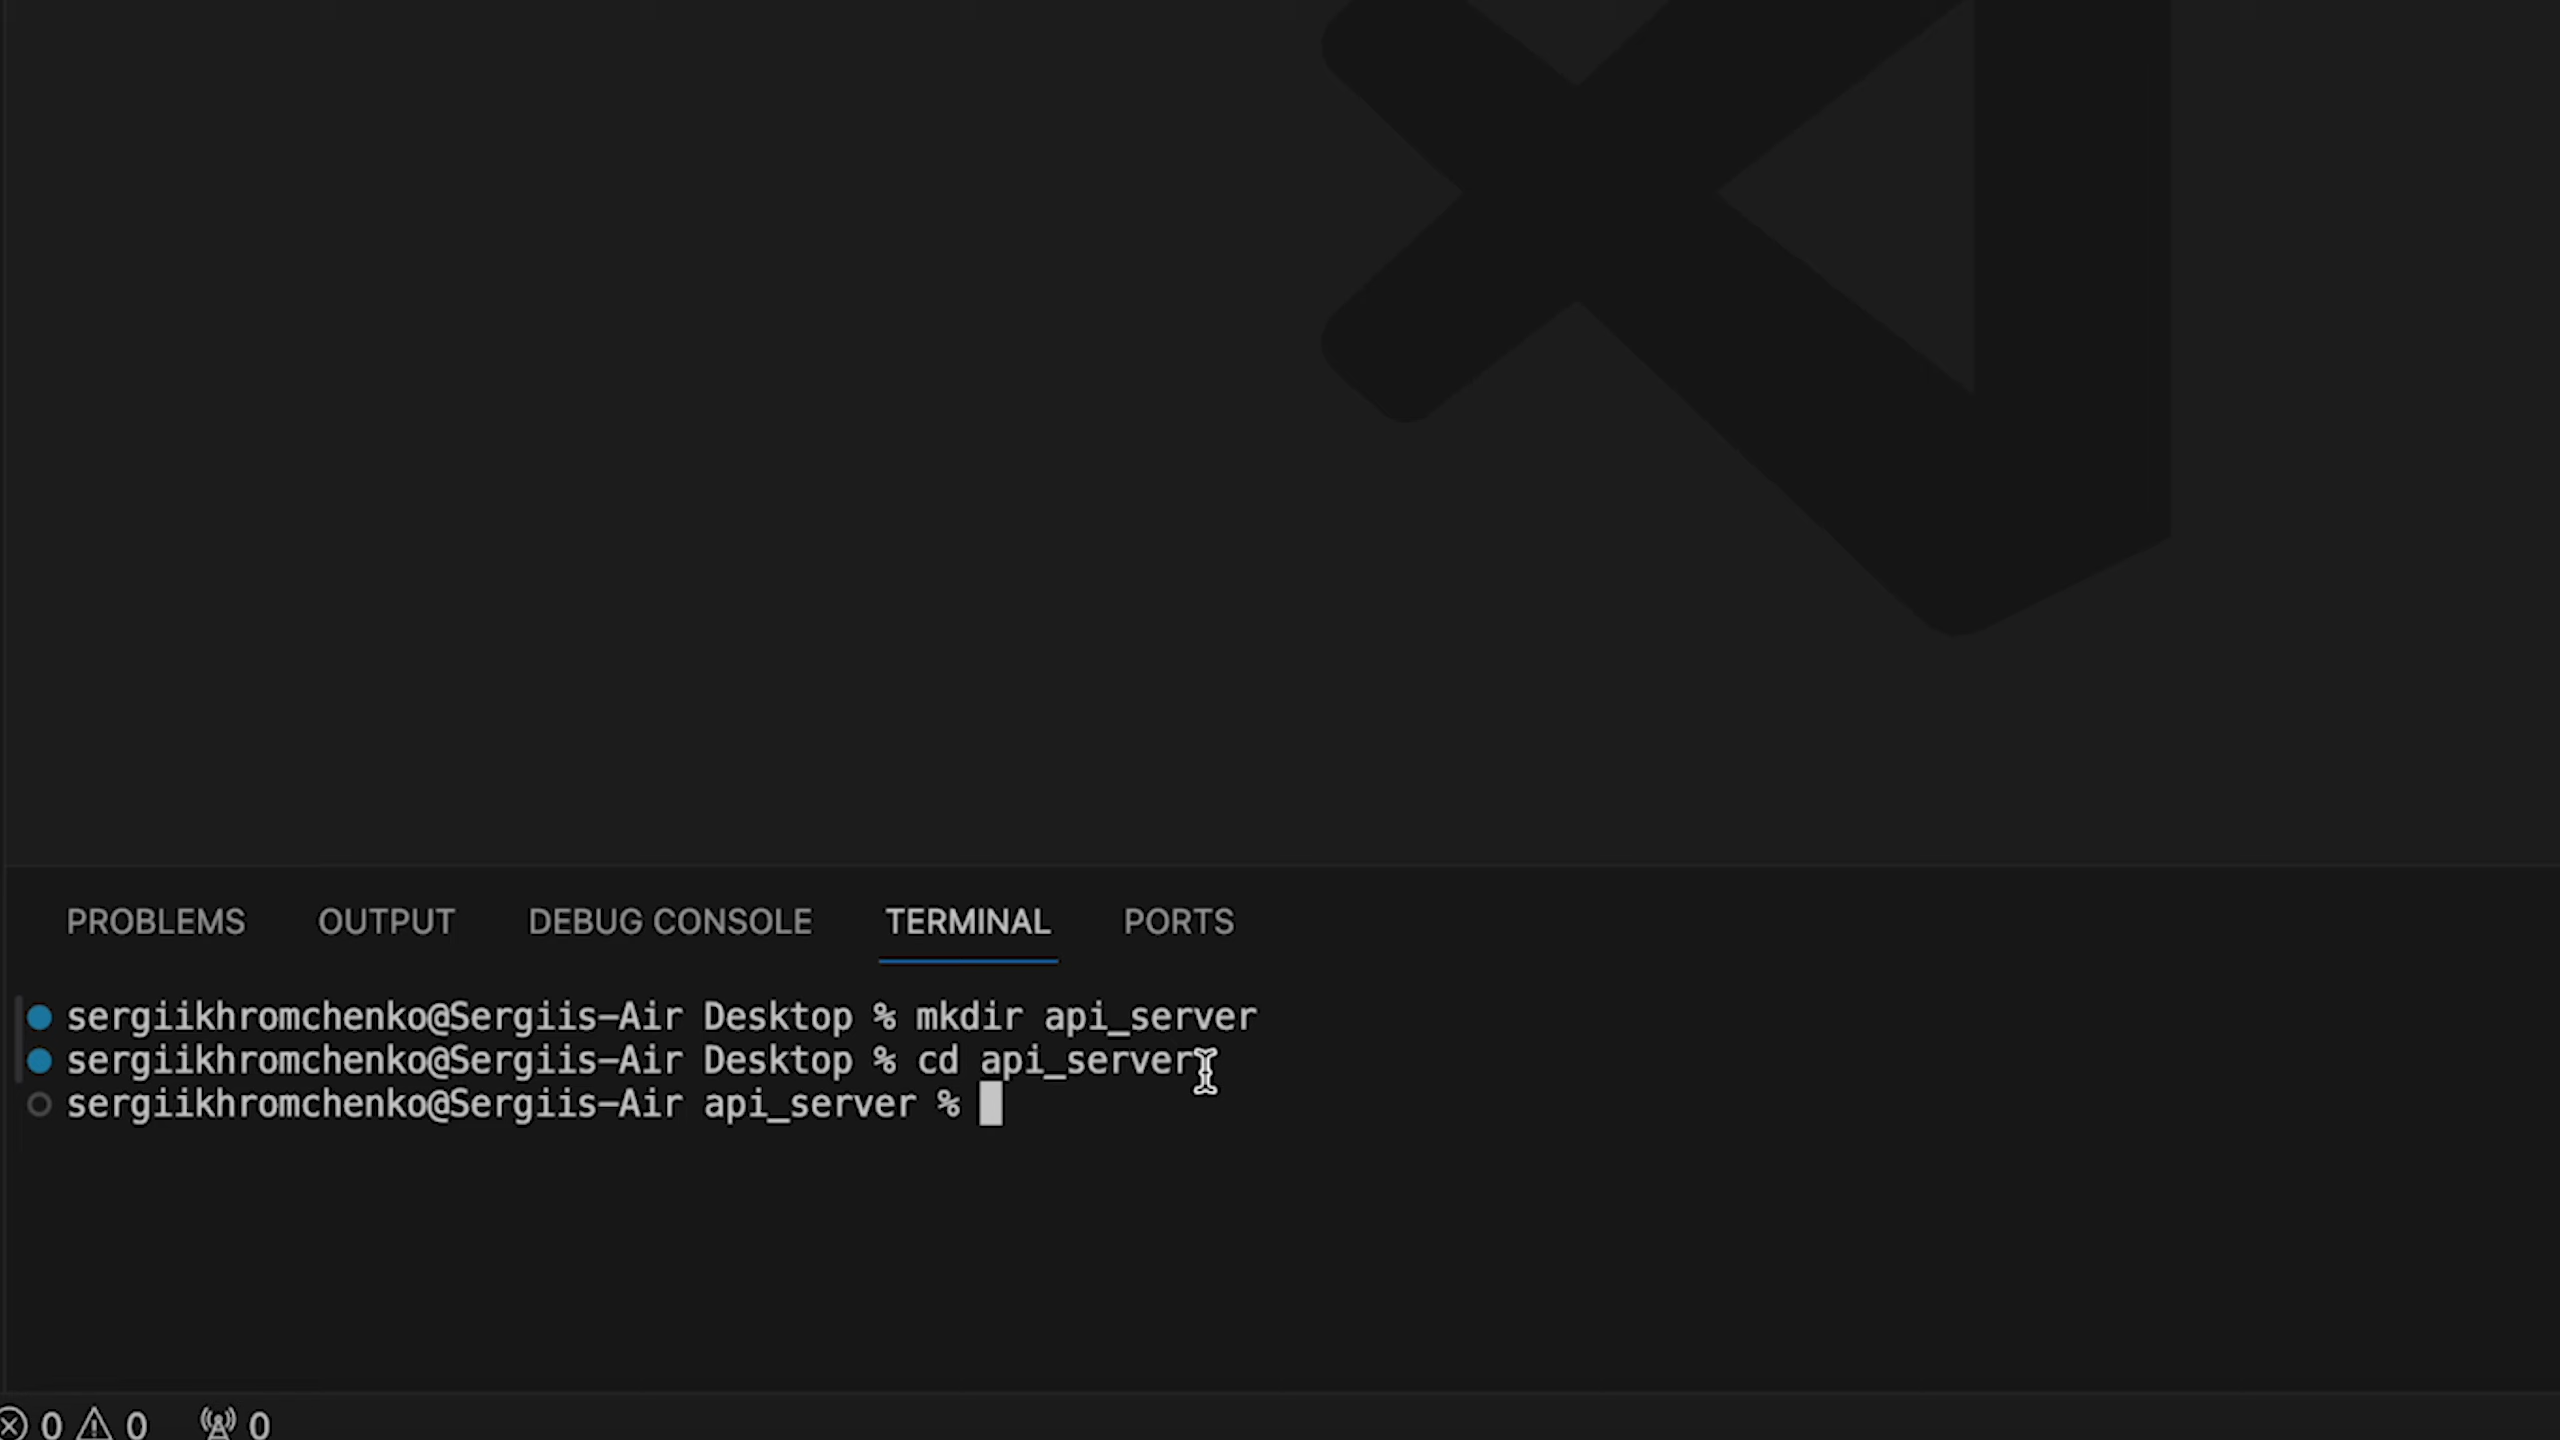 PROBLEMS OUTPUT DEBUG CONSOLE TERMINAL PORTS
sergiikhromchenko@Sergiis-Air Desktop % mkdir api_server
sergiikhromchenko@Sergiis-Air Desktop % cd api_server
sergiikhromchenko@Sergiis-Air api_server %
0 0 0